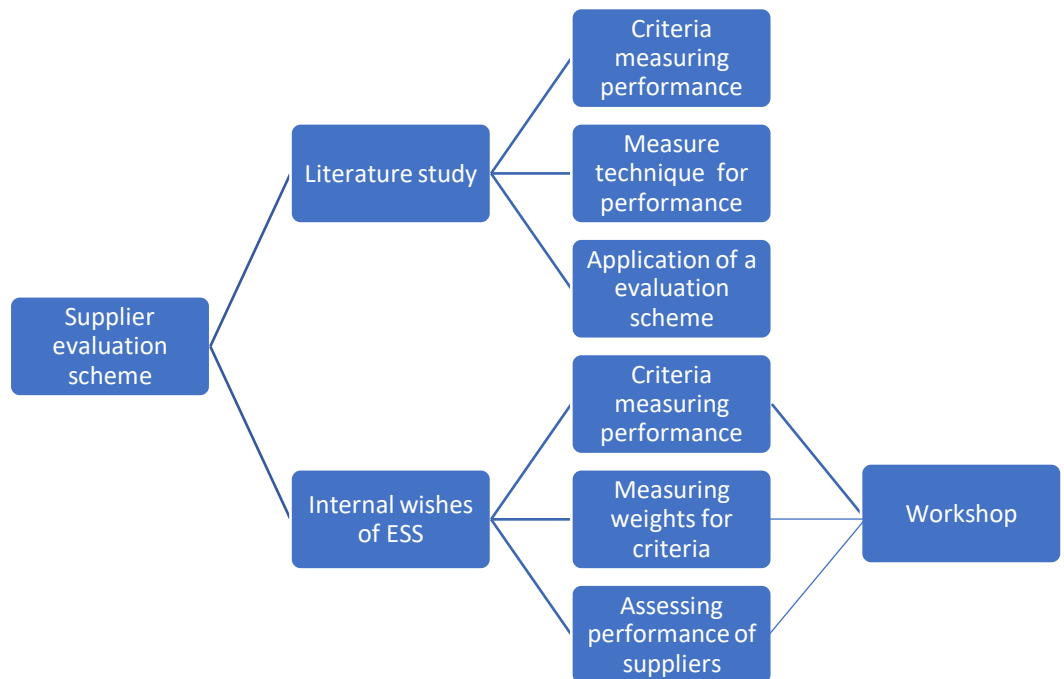 Supplier
evaluation
scheme
Literature study
Internal wishes
of ESS
Criteria
measuring
performance
Measure
technique for
performance
Application of a
evaluation
scheme
Criteria
measuring
performance
Measuring
weights for
criteria
Assessing
performance of
suppliers
Workshop